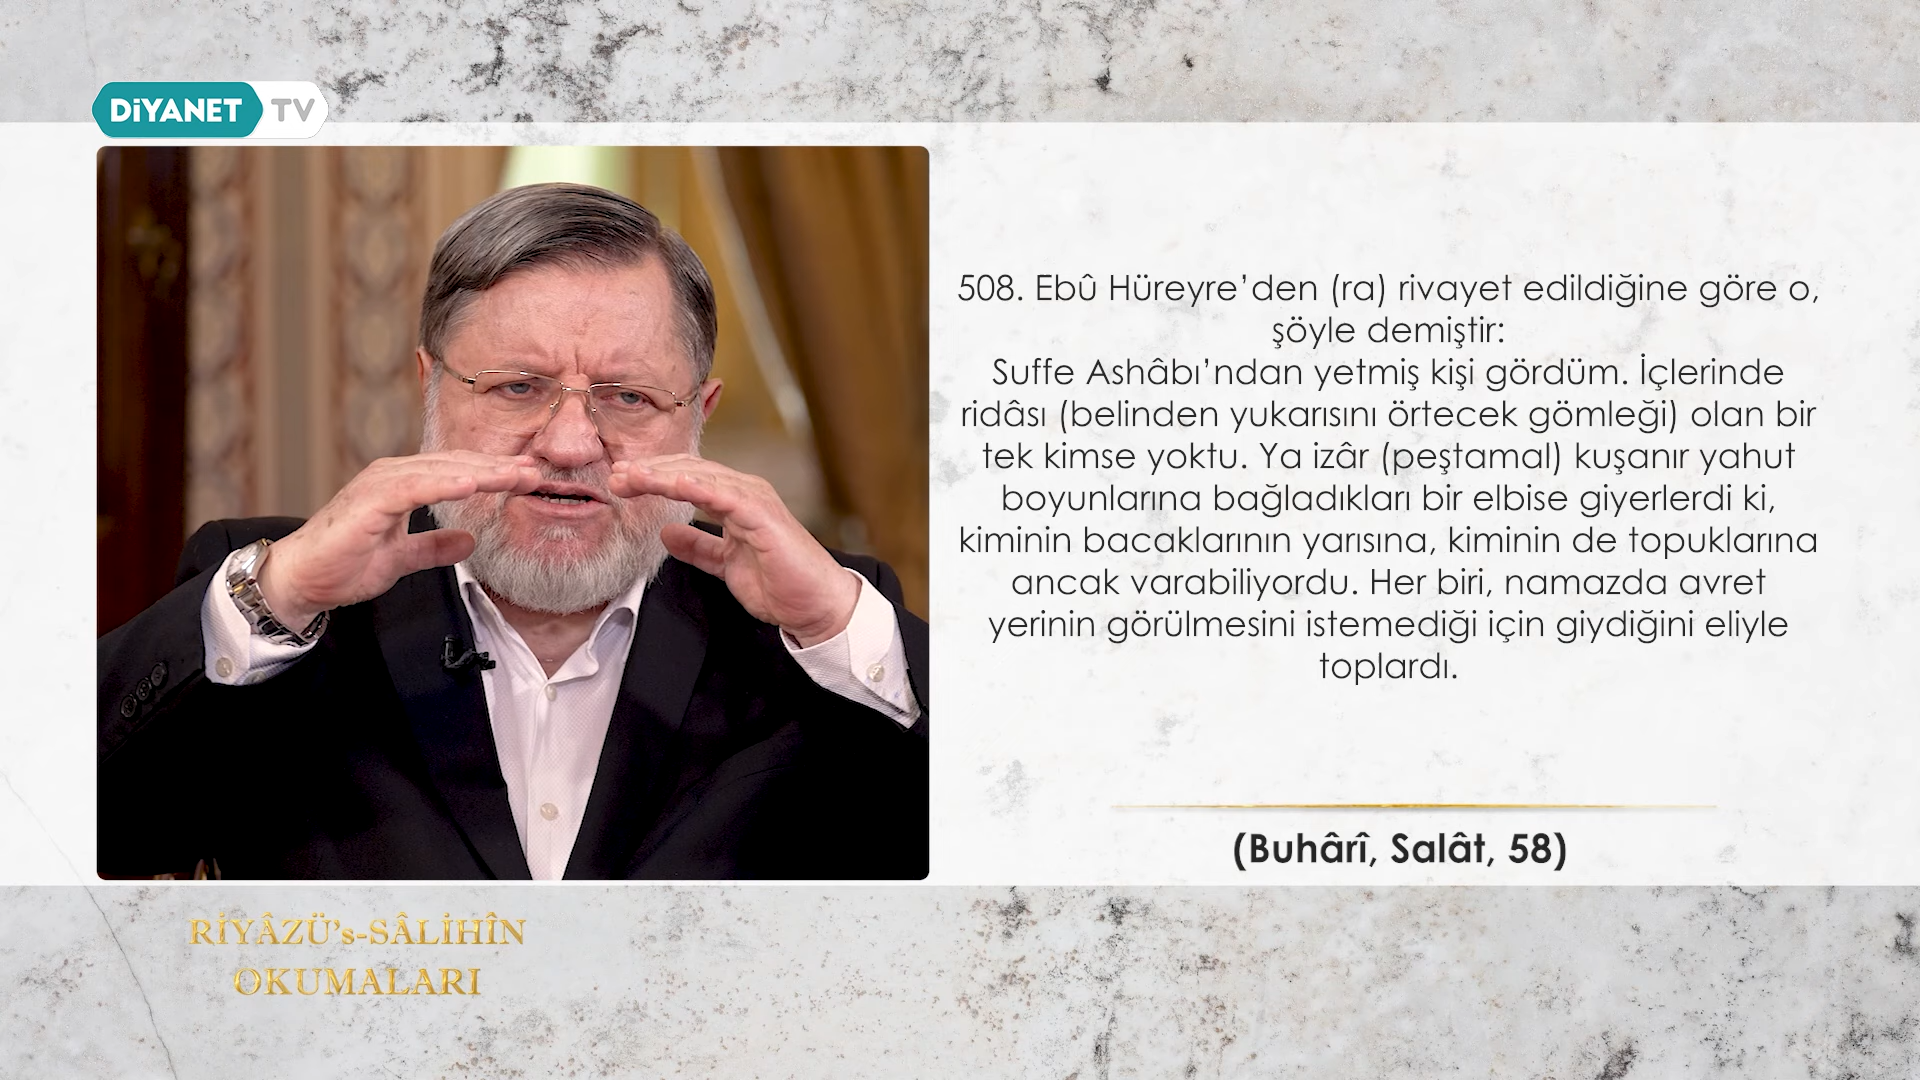 DiYANET TV
508. Ebû Hüreyre’den (ra) rivayet edildiğine göre o,
şöyle demiştir:
Suffe Ashâbı’ndan yetmiş kişi gördüm. İçlerinde
ridâsı (belinden yukarısını örtecek gömleği) olan bir
tek kimse yoktu. Ya izâr (peştamal) kuşanır yahut
boyunlarına bağladıkları bir elbise giyerlerdi ki,
kiminin bacaklarının yarısına, kiminin de topuklarına
ancak varabiliyordu. Her biri, namazda avret
yerinin görülmesini istemediği için giydiğini eliyle
toplardı.
(Buhârî, Salât, 58)
RİYÂZÜ’s-SÂLİHÎN
OKUMALARI